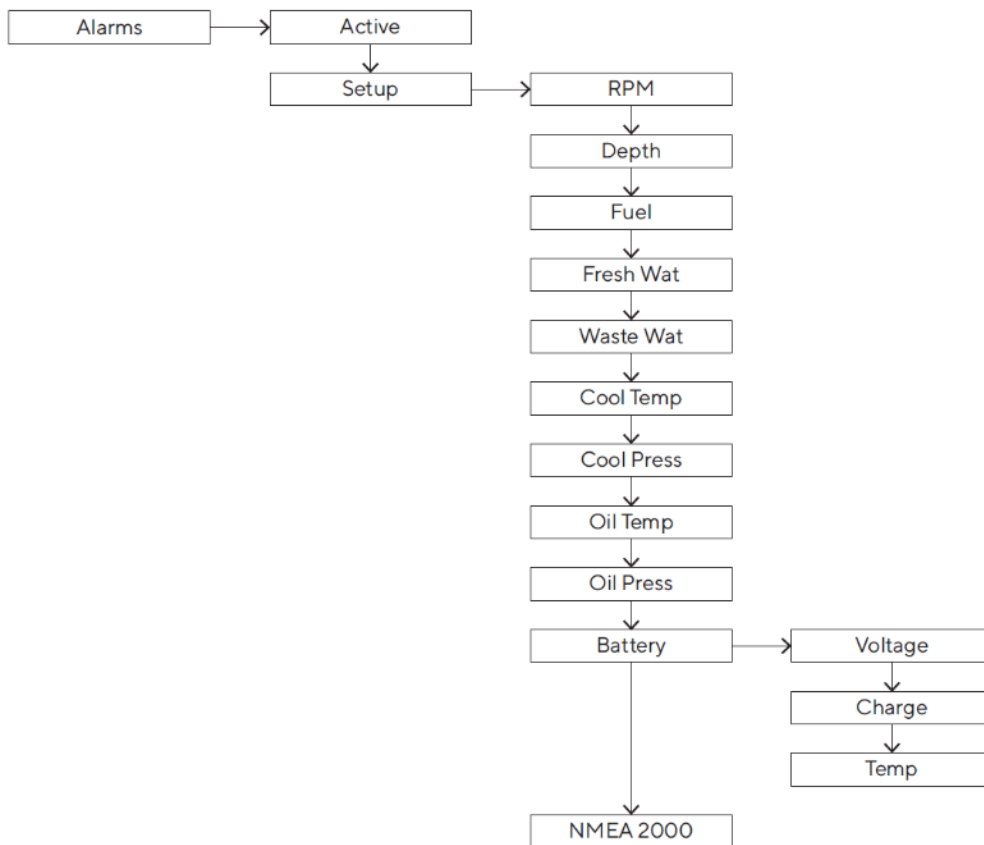 Alarms
Active
Setup
RPM
Depth
Fuel
Fresh Wat
Waste Wat
Cool Temp
Cool Press
Oil Temp
Oil Press
Battery
Voltage
Charge
Temp
NMEA 2000